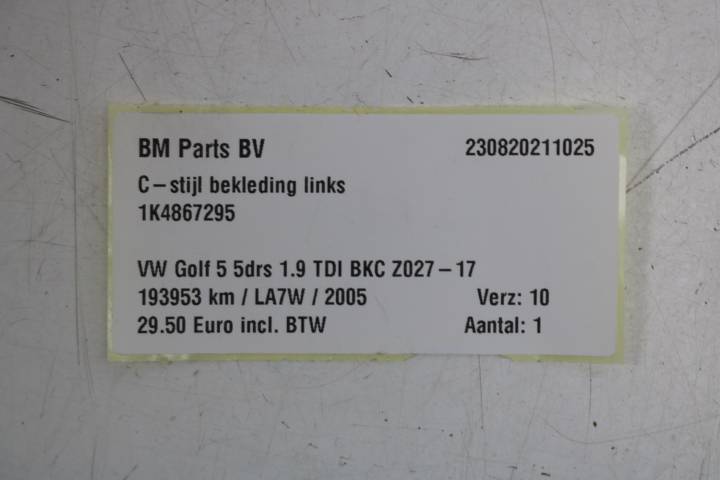 BM Parts BV 230820211025
C-stijl bekleding links
1K4867295
VW Golf 5 5drs 1.9 TDI BKC Z027-17
193953 km / LA7W / 2005 Verz: 10
29.50 Euro incl. BTW Aantal: 1